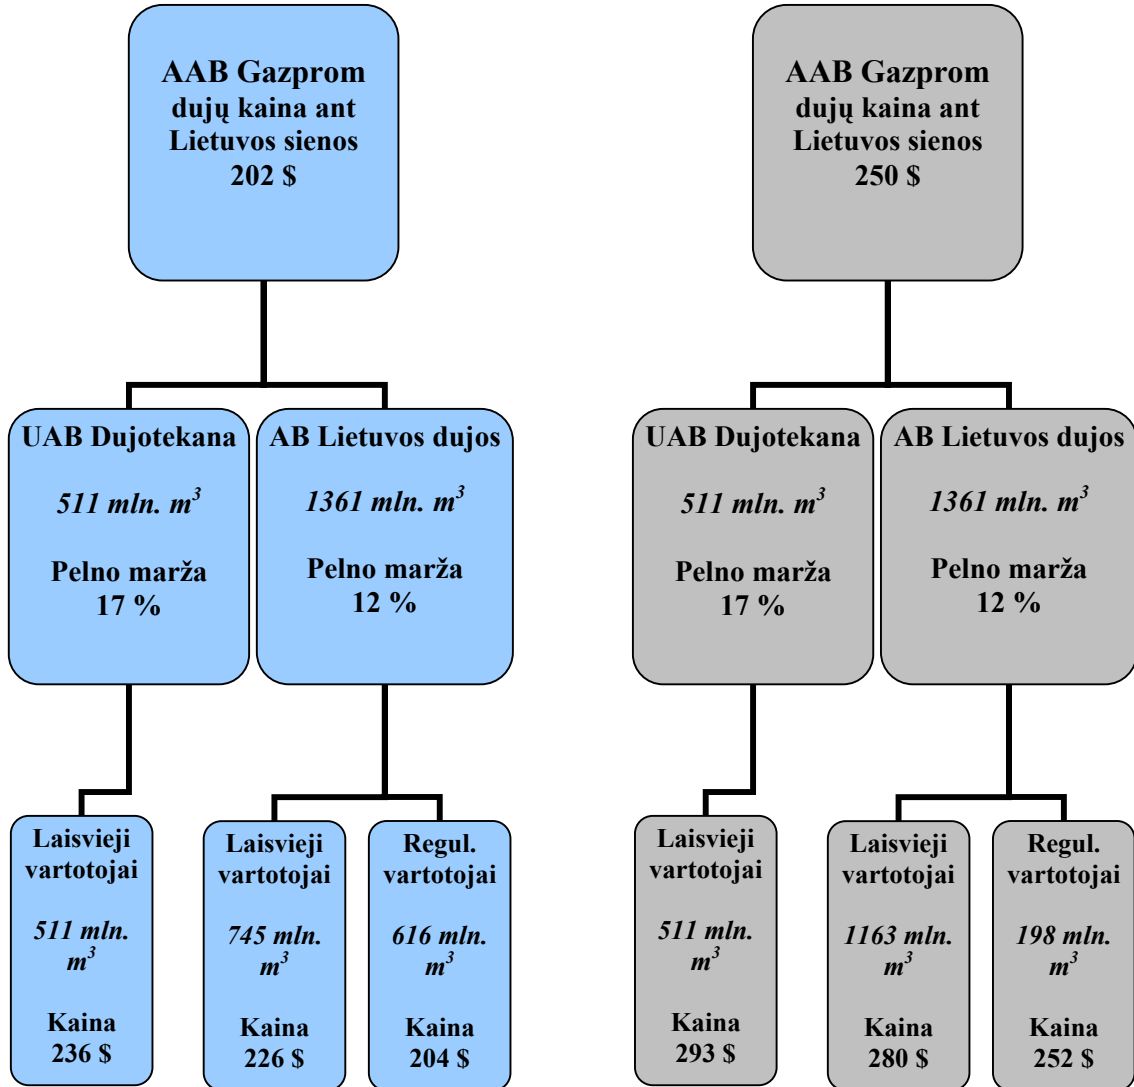 AAB Gazprom
dujų kaina ant
Lietuvos sienos
202 $
AAB Gazprom
dujų kaina ant
Lietuvos sienos
250 $
UAB Dujotekana
511 mln. m³
Pelno marža
17 %
AB Lietuvos dujos
1361 mln. m³
Pelno marža
12 %
UAB Dujotekana
511 mln. m³
Pelno marža
17 %
AB Lietuvos dujos
1361 mln. m³
Pelno marža
12 %
Laisvieji
vartotojai
511 mln.
m³
Kaina
236 $
Laisvieji
vartotojai
745 mln.
m³
Kaina
226 $
Regul.
vartotojai
616 mln.
m³
Kaina
204 $
Laisvieji
vartotojai
511 mln.
m³
Kaina
293 $
Laisvieji
vartotojai
1163 mln.
m³
Kaina
280 $
Regul.
vartotojai
198 mln.
m³
Kaina
252 $